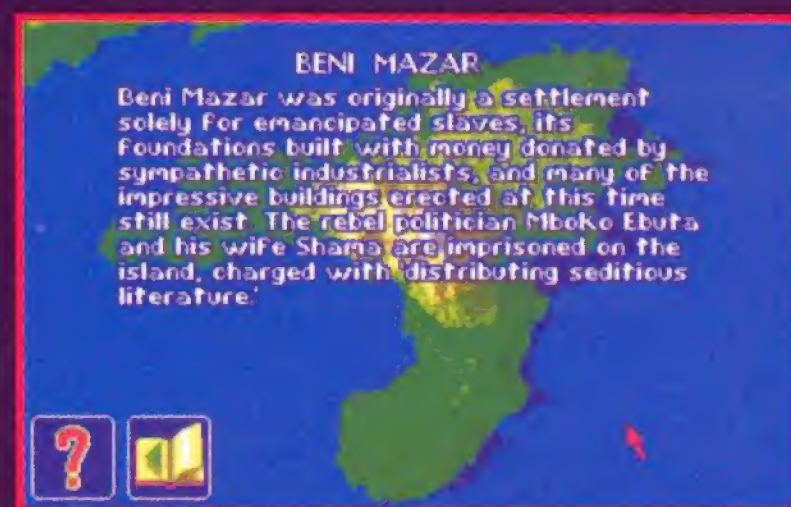 BENI MAZAR
Beni Mazar was originally a settlement
solely for emancipated slaves, its
foundations built with money donated by
sympathetic industrialists, and many of the
impressive buildings erected at this time
still exist. The rebel politician Mboko Ebuta
and his wife Shama are imprisoned on the
island, charged with distributing seditious
literature.'
?